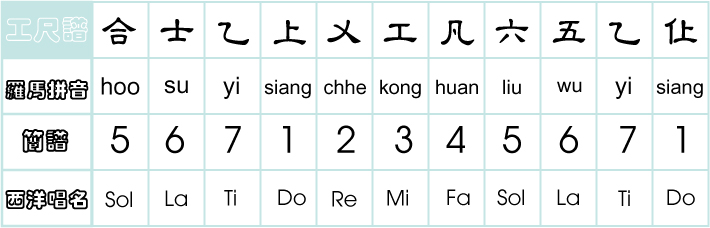 工尺譜 合 士 乙 上 乂 工 凡 六 五 乙 仩
羅馬拼音 hoo su yi siang chhe kong huan liu wu yi siang
簡譜 5 6 7 1 2 3 4 5 6 7 1
西洋唱名 Sol La Ti Do Re Mi Fa Sol La Ti Do